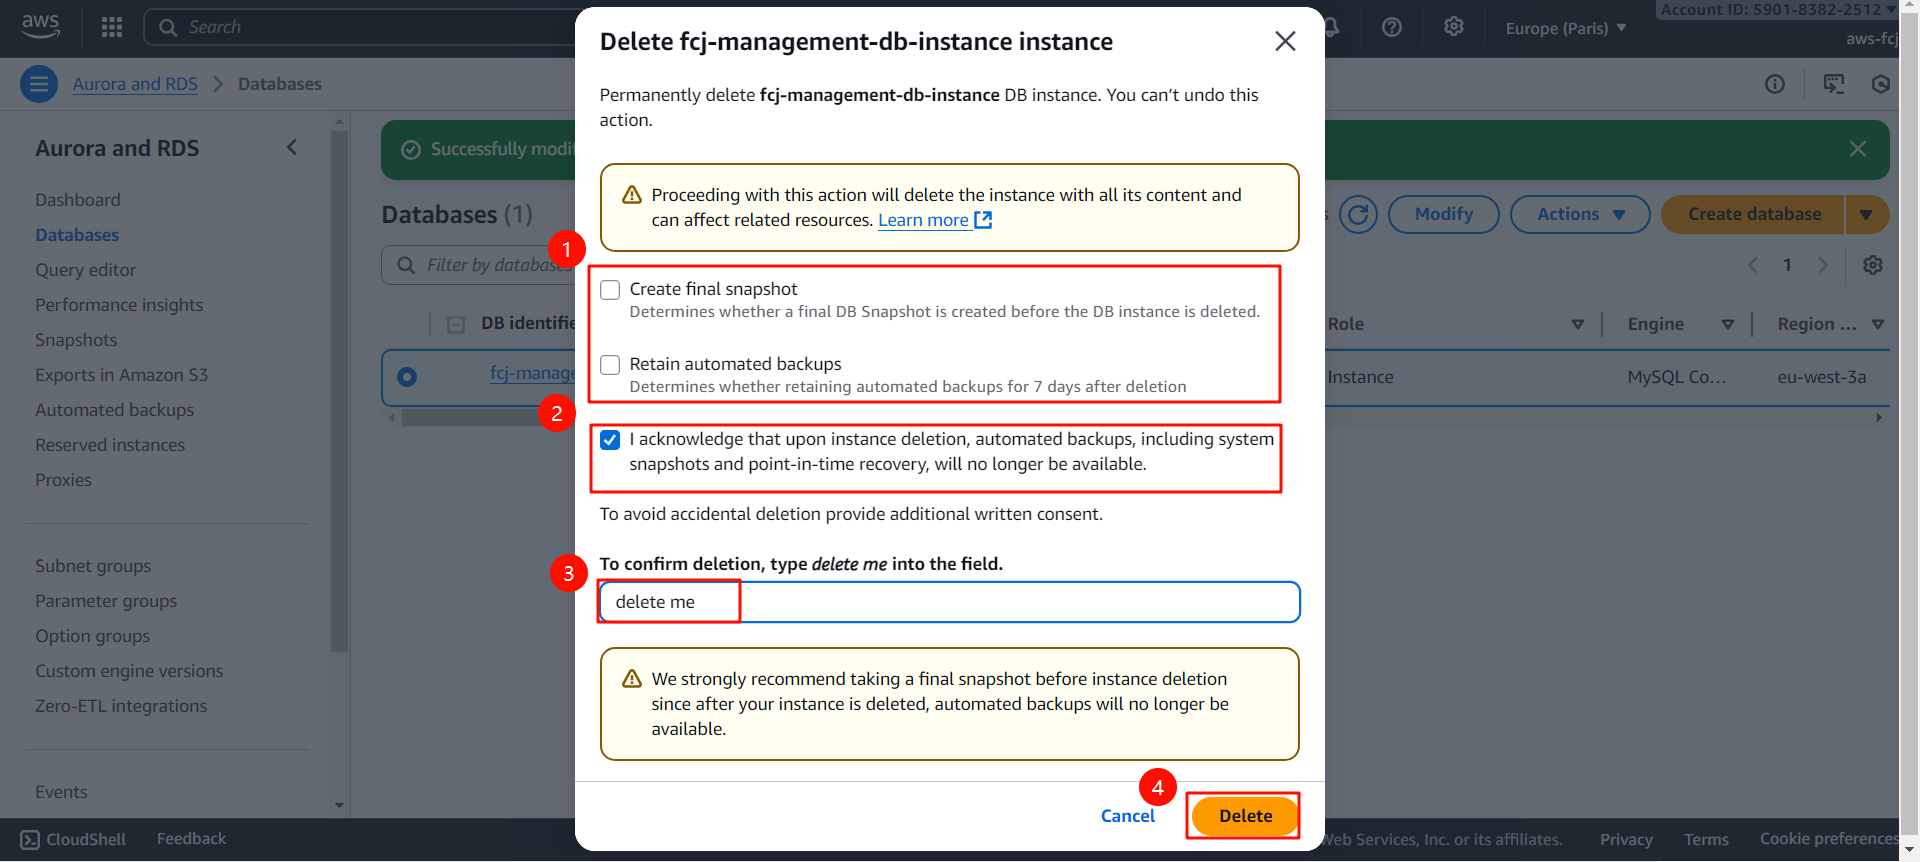 aws
Search
Europe (Paris)
Account ID: 5901-8382-2512
aws-fcj
Aurora and RDS
Databases
Aurora and RDS
Dashboard
Databases
Query editor
Performance insights
Snapshots
Exports in Amazon S3
Automated backups
Reserved instances
Proxies
Subnet groups
Parameter groups
Option groups
Custom engine versions
Zero-ETL integrations
Events
Successfully modi
Databases (1)
Modify
Actions
Create database
Filter by databases
1
DB identifie
Role
Engine
Region ...
fcj-manage
Instance
MySQL Co...
eu-west-3a
Delete fcj-management-db-instance instance
Permanently delete fcj-management-db-instance DB instance. You can't undo this
action.
Proceeding with this action will delete the instance with all its content and
can affect related resources. Learn more
1
Create final snapshot
Determines whether a final DB Snapshot is created before the DB instance is deleted.
Retain automated backups
Determines whether retaining automated backups for 7 days after deletion
2
I acknowledge that upon instance deletion, automated backups, including system
snapshots and point-in-time recovery, will no longer be available.
To avoid accidental deletion provide additional written consent.
3
To confirm deletion, type delete me into the field.
delete me
We strongly recommend taking a final snapshot before instance deletion
since after your instance is deleted, automated backups will no longer be
available.
4
Cancel
Delete
CloudShell
Feedback
Web Services, Inc. or its affiliates.
Privacy
Terms
Cookie preferences